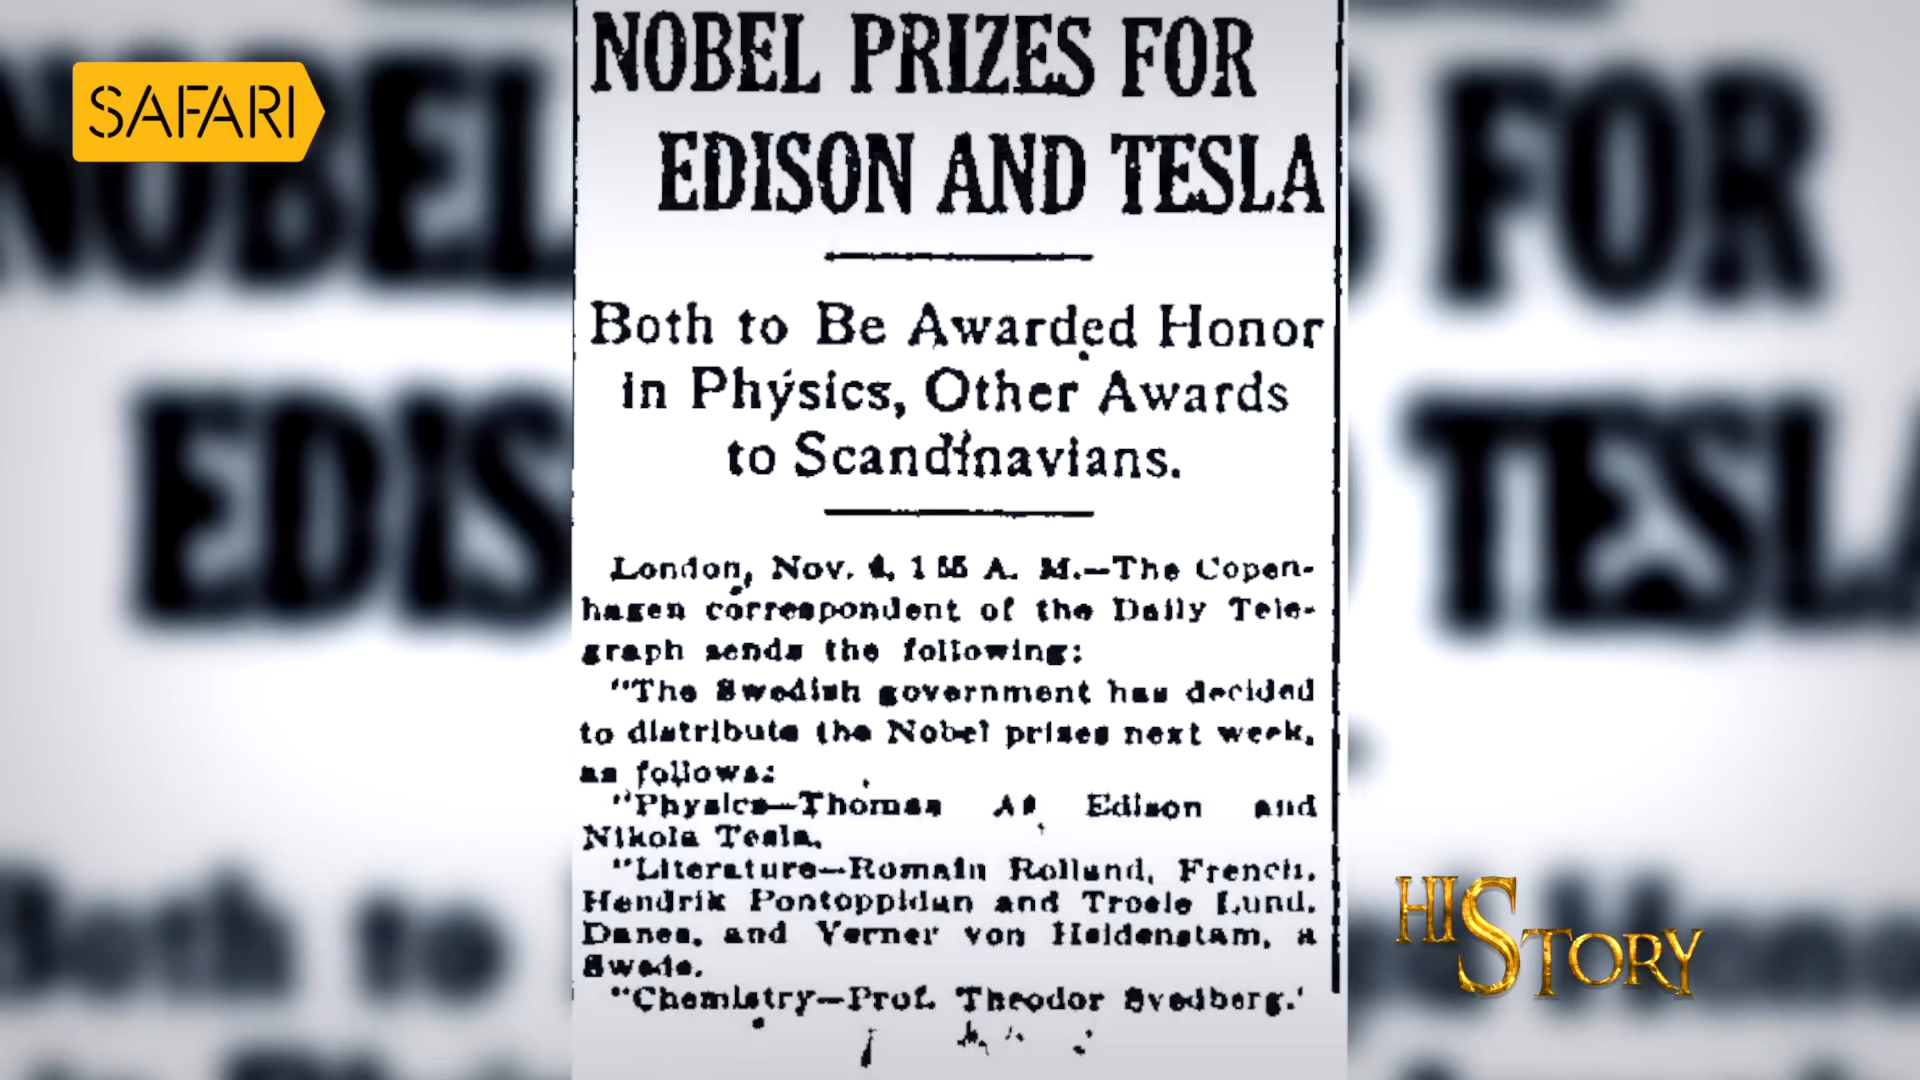 SAFARI
NOBEL PRIZES FOR
EDISON AND TESLA
Both to Be Awarded Honor
in Physics, Other Awards
to Scandinavians.
London, Nov. 1 55 A. M.—The Copen-
hagen correspondent of the Daily Tele-
graph sends the following:
"The Swedish government has decided
to distribute the Nobel prizes next week,
as follows:
"Physics—Thomas A. Edison and
Nikola Tesla.
"Literature—Romain Rolland, French,
Hendrik Pontoppidan and Troels Lund,
Danes, and Verner von Heidenstam, a
Swede.
"Chemistry—Prof. Theodor Svedberg.'
HISTORY